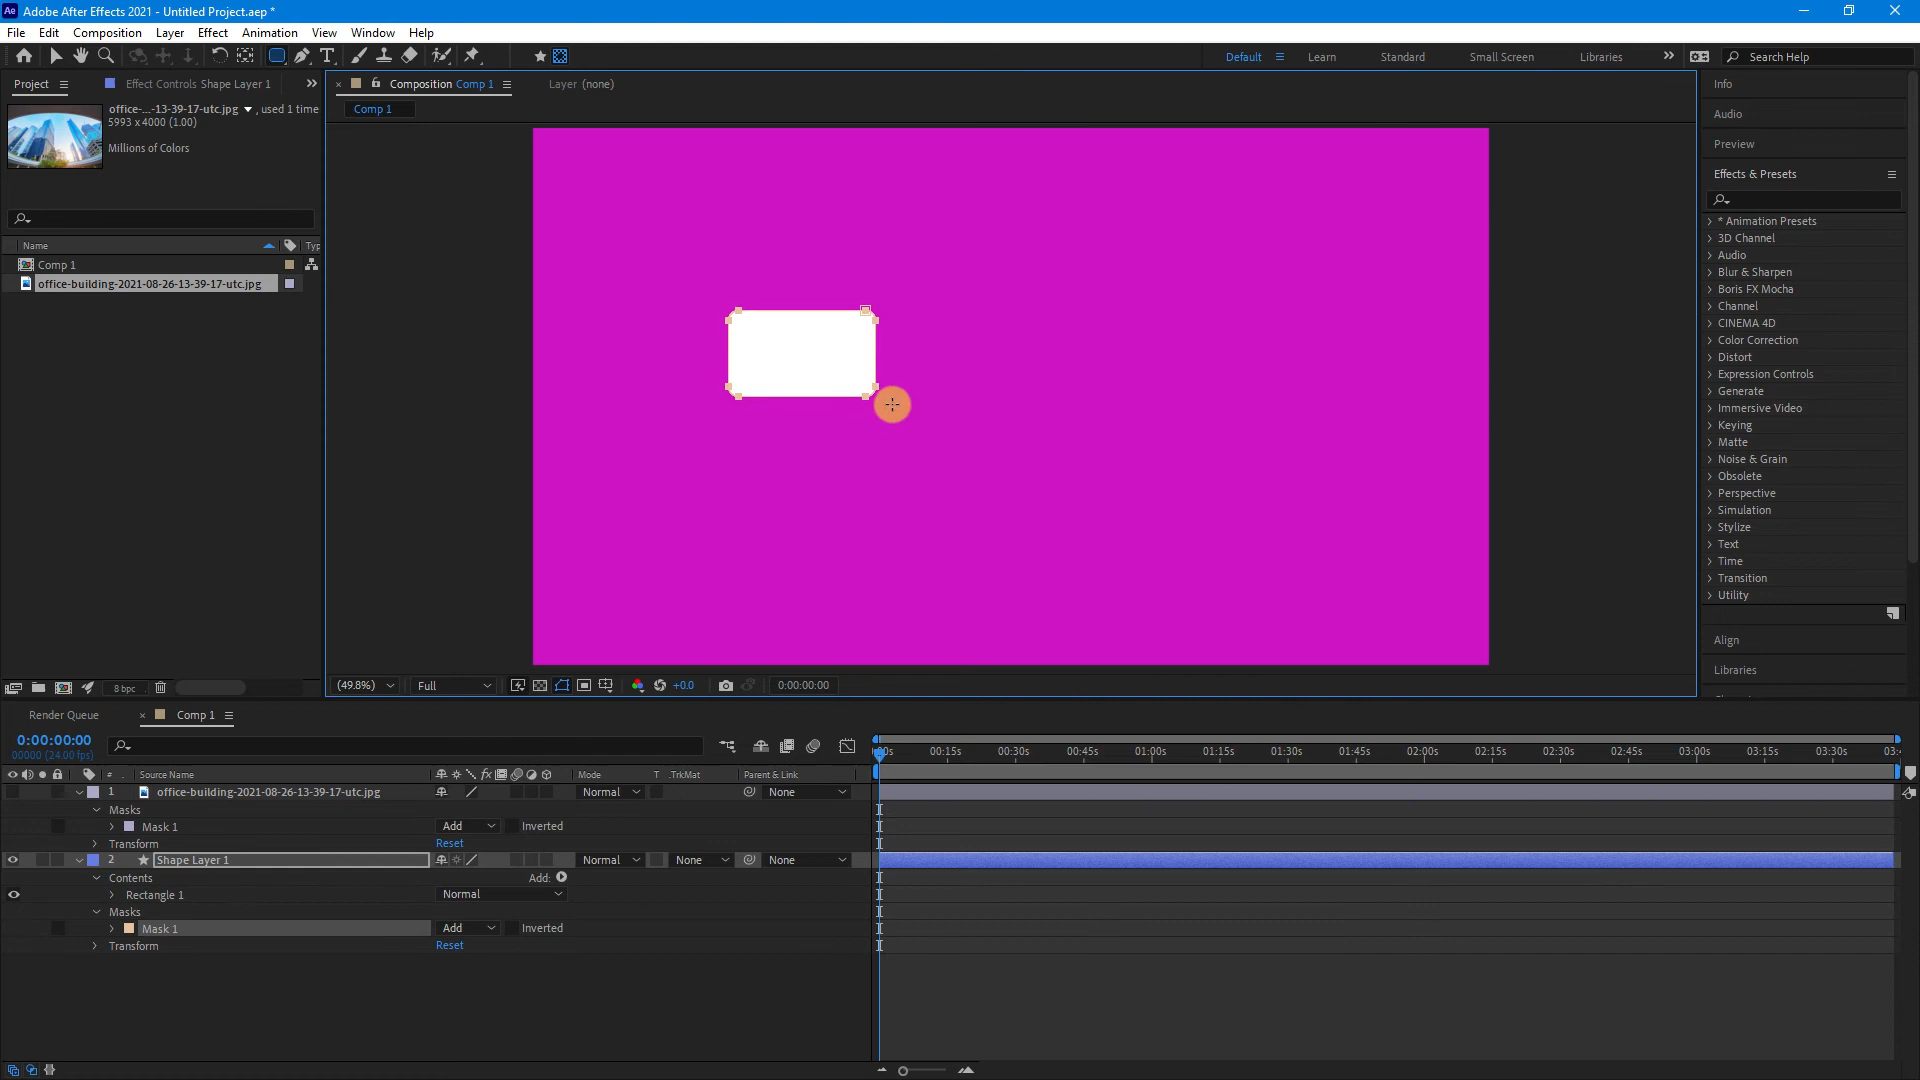 Ae Adobe After Effects 2021 - Untitled Project.aep *
File Edit Composition Layer Effect Animation View Window Help
Default Learn Standard Small Screen Libraries Search Help
Project Effect Controls Shape Layer 1
office-...-13-39-17-utc.jpg , used 1 time
5993 x 4000 (1.00)
Millions of Colors
Name Typ
Comp 1
office-building-2021-08-26-13-39-17-utc.jpg
8 bpc
Composition Comp 1 Layer (none)
Comp 1
(49.8%) Full +0.0 0:00:00:00
Info
Audio
Preview
Effects & Presets
* Animation Presets
3D Channel
Audio
Blur & Sharpen
Boris FX Mocha
Channel
CINEMA 4D
Color Correction
Distort
Expression Controls
Generate
Immersive Video
Keying
Matte
Noise & Grain
Obsolete
Perspective
Simulation
Stylize
Text
Time
Transition
Utility
Align
Libraries
Render Queue Comp 1
0:00:00:00
00000 (24.00 fps)
00:15s 00:30s 00:45s 01:00s 01:15s 01:30s 01:45s 02:00s 02:15s 02:30s 02:45s 03:00s 03:15s 03:30s
# Source Name fx Mode T .TrkMat Parent & Link
1 office-building-2021-08-26-13-39-17-utc.jpg Normal None
Masks
Mask 1 Add Inverted
Transform Reset
2 Shape Layer 1 Normal None None
Contents Add:
Rectangle 1 Normal
Masks
Mask 1 Add Inverted
Transform Reset